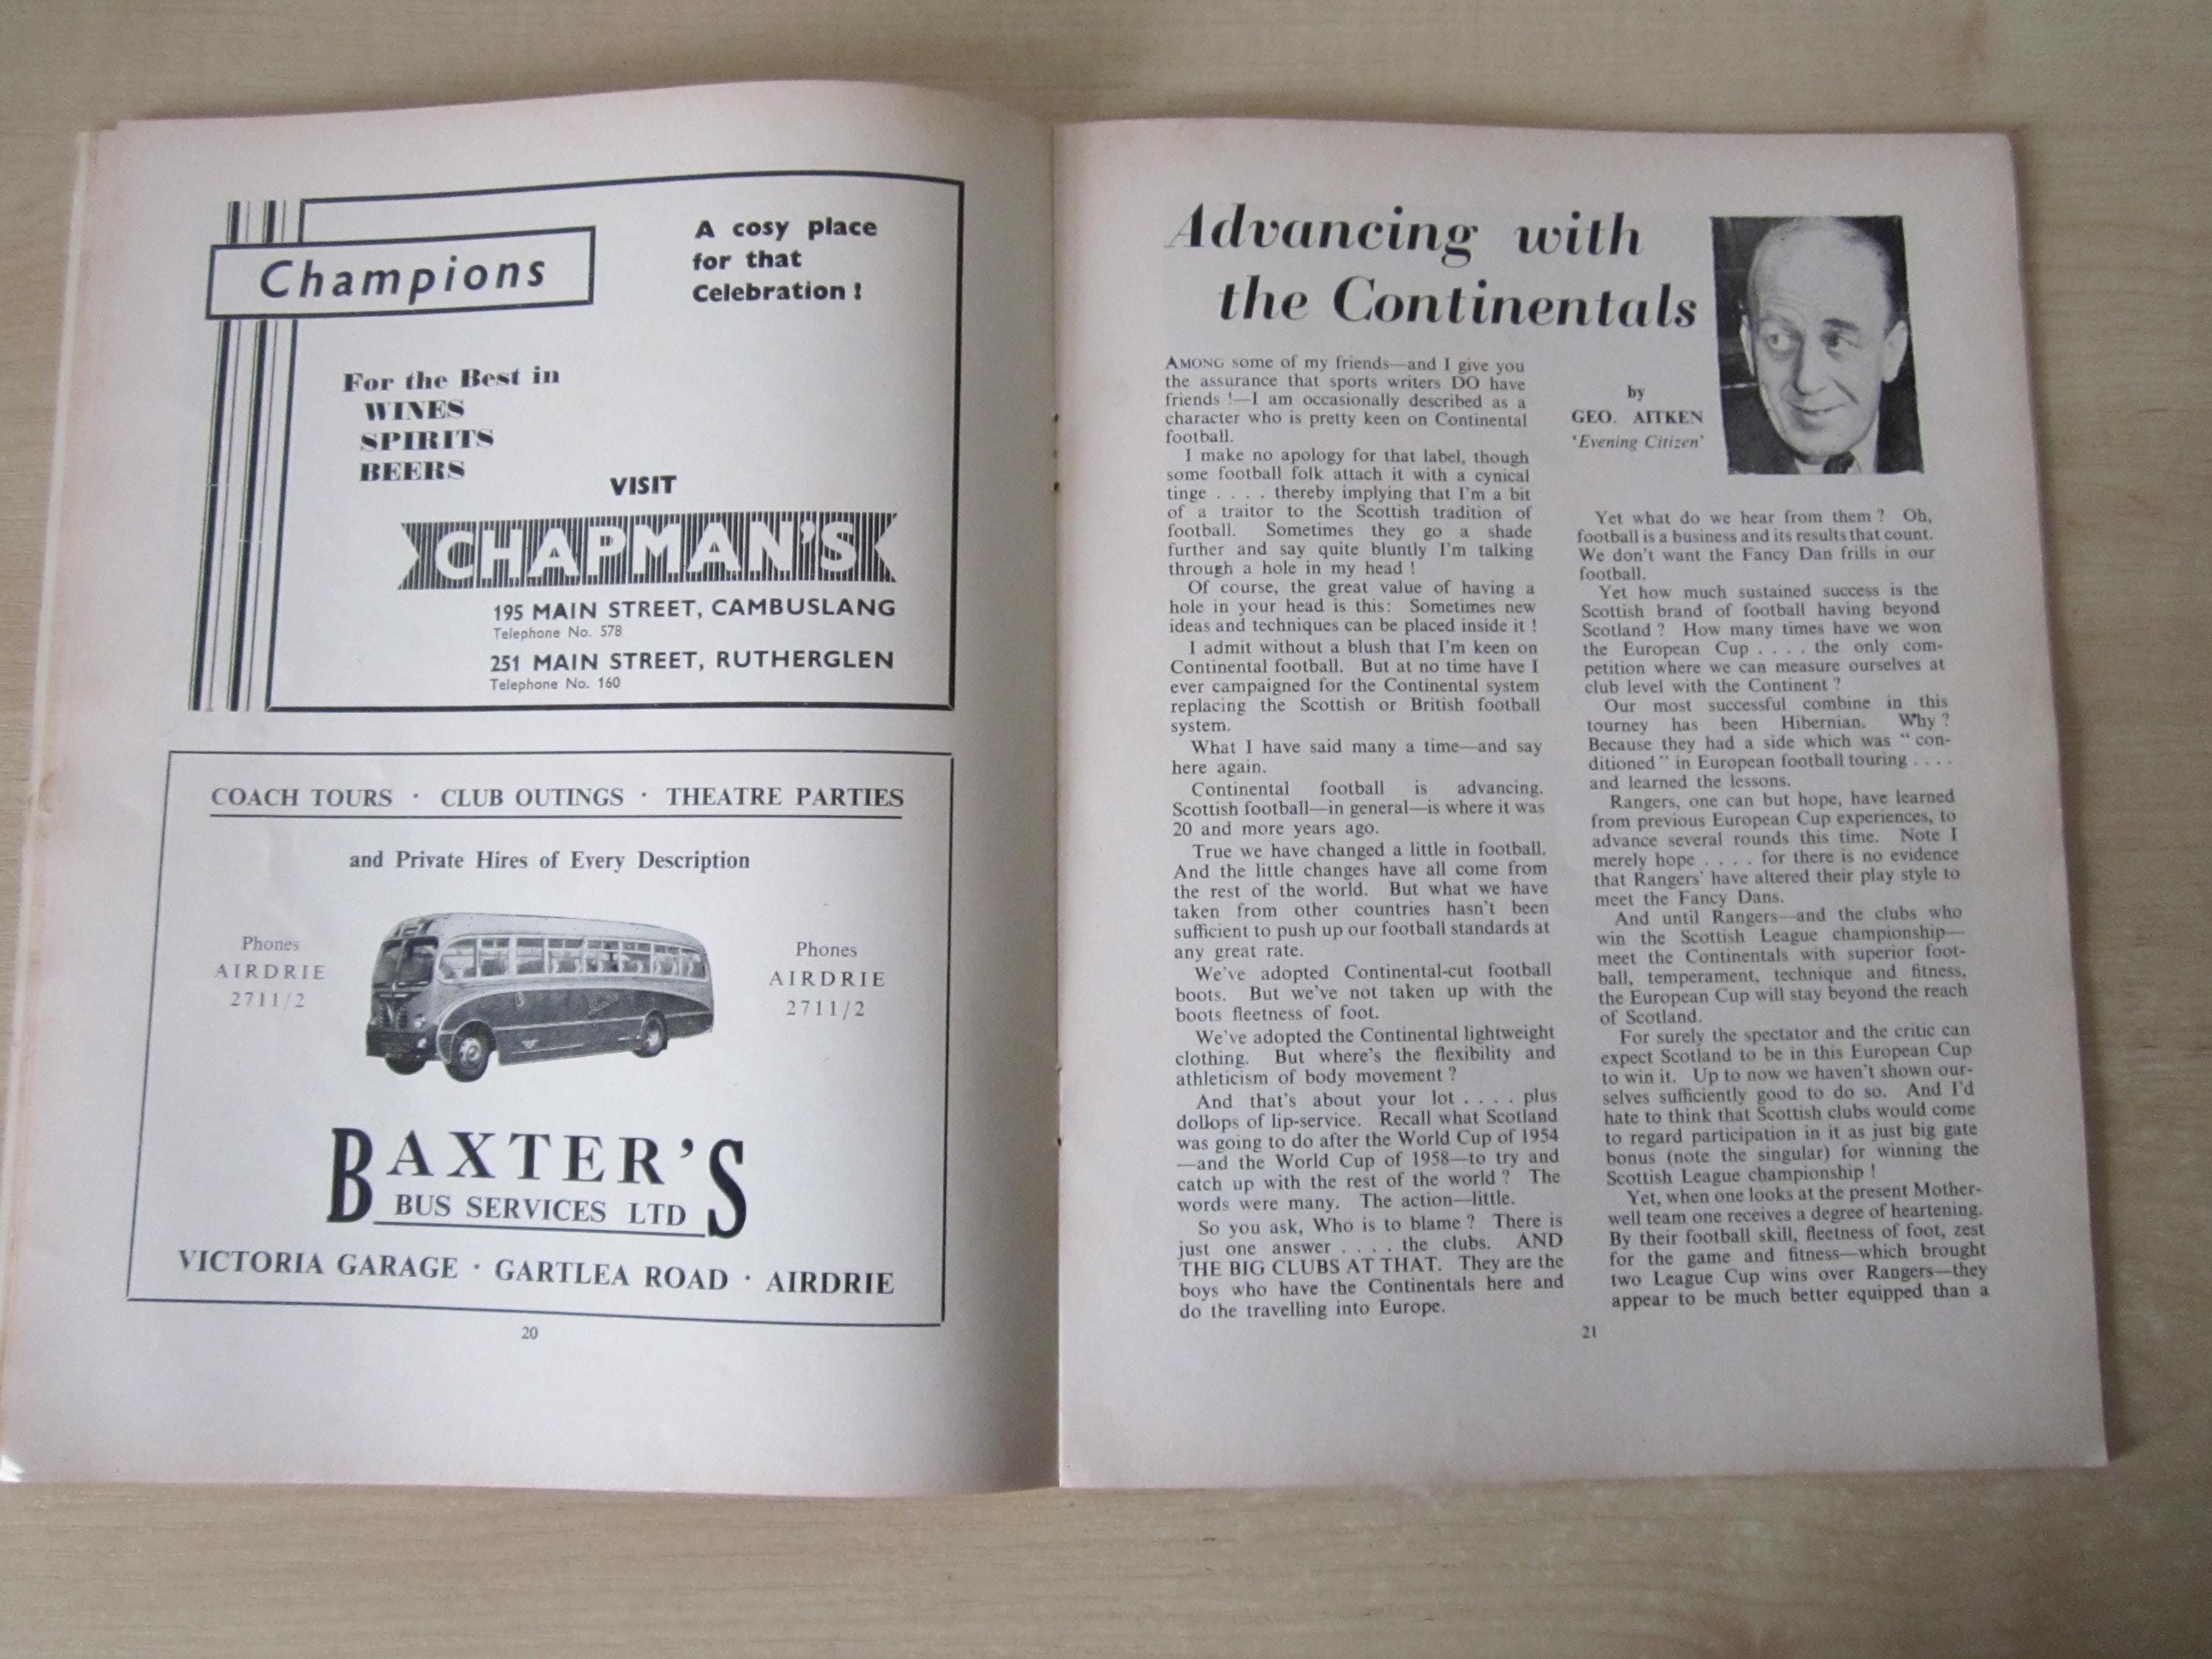 Champions
A cosy place
for that
Celebration !
For the Best in
WINES
SPIRITS
BEERS
VISIT
CHAPMAN'S
195 MAIN STREET, CAMBUSLANG
Telephone No. 578
251 MAIN STREET, RUTHERGLEN
Telephone No. 160
COACH TOURS · CLUB OUTINGS · THEATRE PARTIES
and Private Hires of Every Description
Phones
AIRDRIE
2711/2
Phones
AIRDRIE
2711/2
BAXTER'S
BUS SERVICES LTD
VICTORIA GARAGE · GARTLEA ROAD · AIRDRIE
20
Advancing with
the Continentals
by
GEO. AITKEN
'Evening Citizen'
AMONG some of my friends—and I give you
the assurance that sports writers DO have
friends !—I am occasionally described as a
character who is pretty keen on Continental
football.
I make no apology for that label, though
some football folk attach it with a cynical
tinge . . . . thereby implying that I'm a bit
of a traitor to the Scottish tradition of
football. Sometimes they go a shade
further and say quite bluntly I'm talking
through a hole in my head !
Of course, the great value of having a
hole in your head is this: Sometimes new
ideas and techniques can be placed inside it !
I admit without a blush that I'm keen on
Continental football. But at no time have I
ever campaigned for the Continental system
replacing the Scottish or British football
system.
What I have said many a time—and say
here again.
Continental football is advancing.
Scottish football—in general—is where it was
20 and more years ago.
True we have changed a little in football.
And the little changes have all come from
the rest of the world. But what we have
taken from other countries hasn't been
sufficient to push up our football standards at
any great rate.
We've adopted Continental-cut football
boots. But we've not taken up with the
boots fleetness of foot.
We've adopted the Continental lightweight
clothing. But where's the flexibility and
athleticism of body movement ?
And that's about your lot . . . . plus
dollops of lip-service. Recall what Scotland
was going to do after the World Cup of 1954
—and the World Cup of 1958—to try and
catch up with the rest of the world ? The
words were many. The action—little.
So you ask, Who is to blame ? There is
just one answer . . . . the clubs. AND
THE BIG CLUBS AT THAT. They are the
boys who have the Continentals here and
do the travelling into Europe.
Yet what do we hear from them ? Oh,
football is a business and its results that count.
We don't want the Fancy Dan frills in our
football.
Yet how much sustained success is the
Scottish brand of football having beyond
Scotland ? How many times have we won
the European Cup . . . . the only com-
petition where we can measure ourselves at
club level with the Continent ?
Our most successful combine in this
tourney has been Hibernian. Why ?
Because they had a side which was " con-
ditioned " in European football touring . . . .
and learned the lessons.
Rangers, one can but hope, have learned
from previous European Cup experiences, to
advance several rounds this time. Note I
merely hope . . . . for there is no evidence
that Rangers' have altered their play style to
meet the Fancy Dans.
And until Rangers—and the clubs who
win the Scottish League championship—
meet the Continentals with superior foot-
ball, temperament, technique and fitness,
the European Cup will stay beyond the reach
of Scotland.
For surely the spectator and the critic can
expect Scotland to be in this European Cup
to win it. Up to now we haven't shown our-
selves sufficiently good to do so. And I'd
hate to think that Scottish clubs would come
to regard participation in it as just big gate
bonus (note the singular) for winning the
Scottish League championship !
Yet, when one looks at the present Mother-
well team one receives a degree of heartening.
By their football skill, fleetness of foot, zest
for the game and fitness—which brought
two League Cup wins over Rangers—they
appear to be much better equipped than a
21